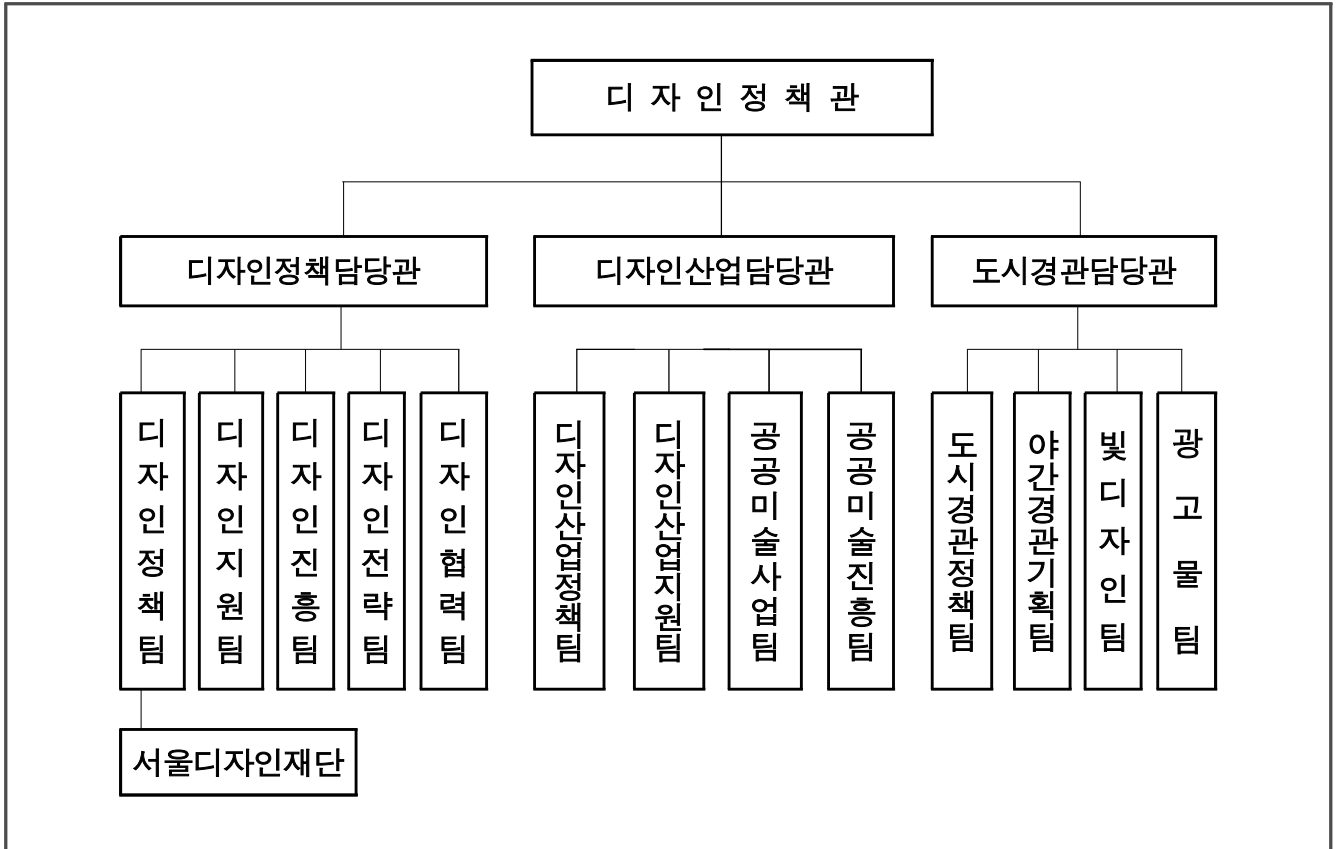 디자인정책관
디자인정책담당관
디자인산업담당관
도시경관담당관
디자인정책팀
디자인지원팀
디자인진흥팀
디자인전략팀
디자인협력팀
디자인산업정책팀
디자인산업지원팀
공공미술사업팀
공공미술진흥팀
도시경관정책팀
야간경관기획팀
빛디자인팀
광고물팀
서울디자인재단